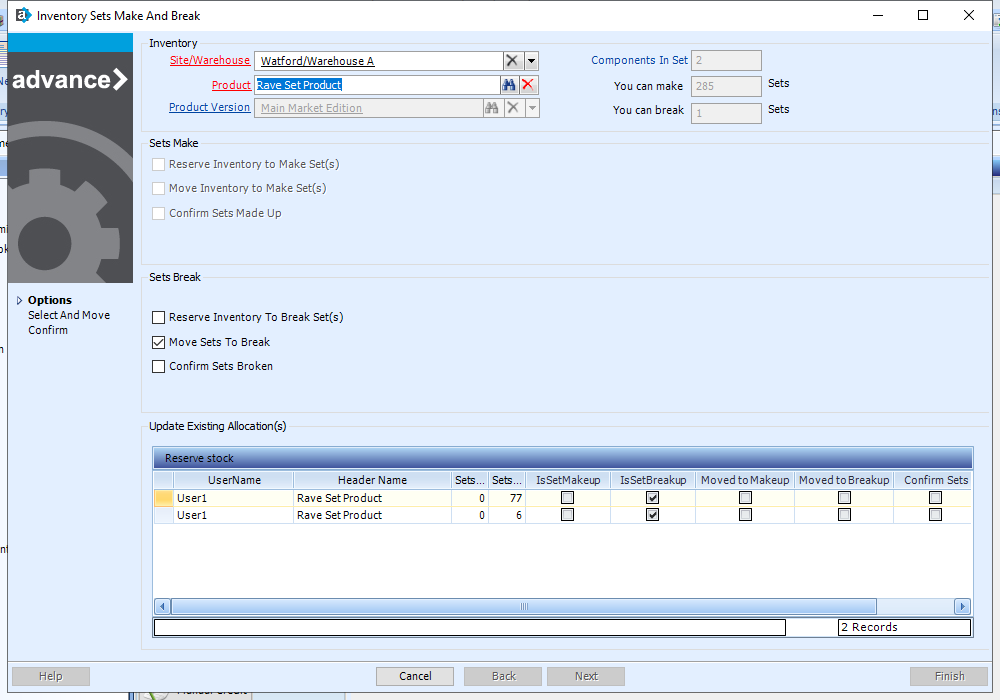 Inventory Sets Make And Break
advance
Inventory
Site/Warehouse Watford/Warehouse A Components In Set 2
Product Rave Set Product You can make 285 Sets
Product Version Main Market Edition You can break 1 Sets
Sets Make
Reserve Inventory to Make Set(s)
Move Inventory to Make Set(s)
Confirm Sets Made Up
Sets Break
Options
Select And Move
Confirm
Reserve Inventory To Break Set(s)
Move Sets To Break
Confirm Sets Broken
Update Existing Allocation(s)
Reserve stock
UserName Header Name Sets... Sets... IsSetMakeup IsSetBreakup Moved to Makeup Moved to Breakup Confirm Sets
User1 Rave Set Product 0 77
User1 Rave Set Product 0 6
2 Records
Help Cancel Back Next Finish